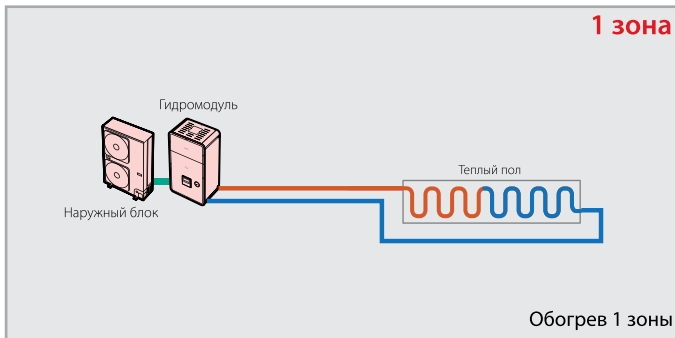 1 зона
Гидромодуль
Теплый пол
Наружный блок
Обогрев 1 зоны